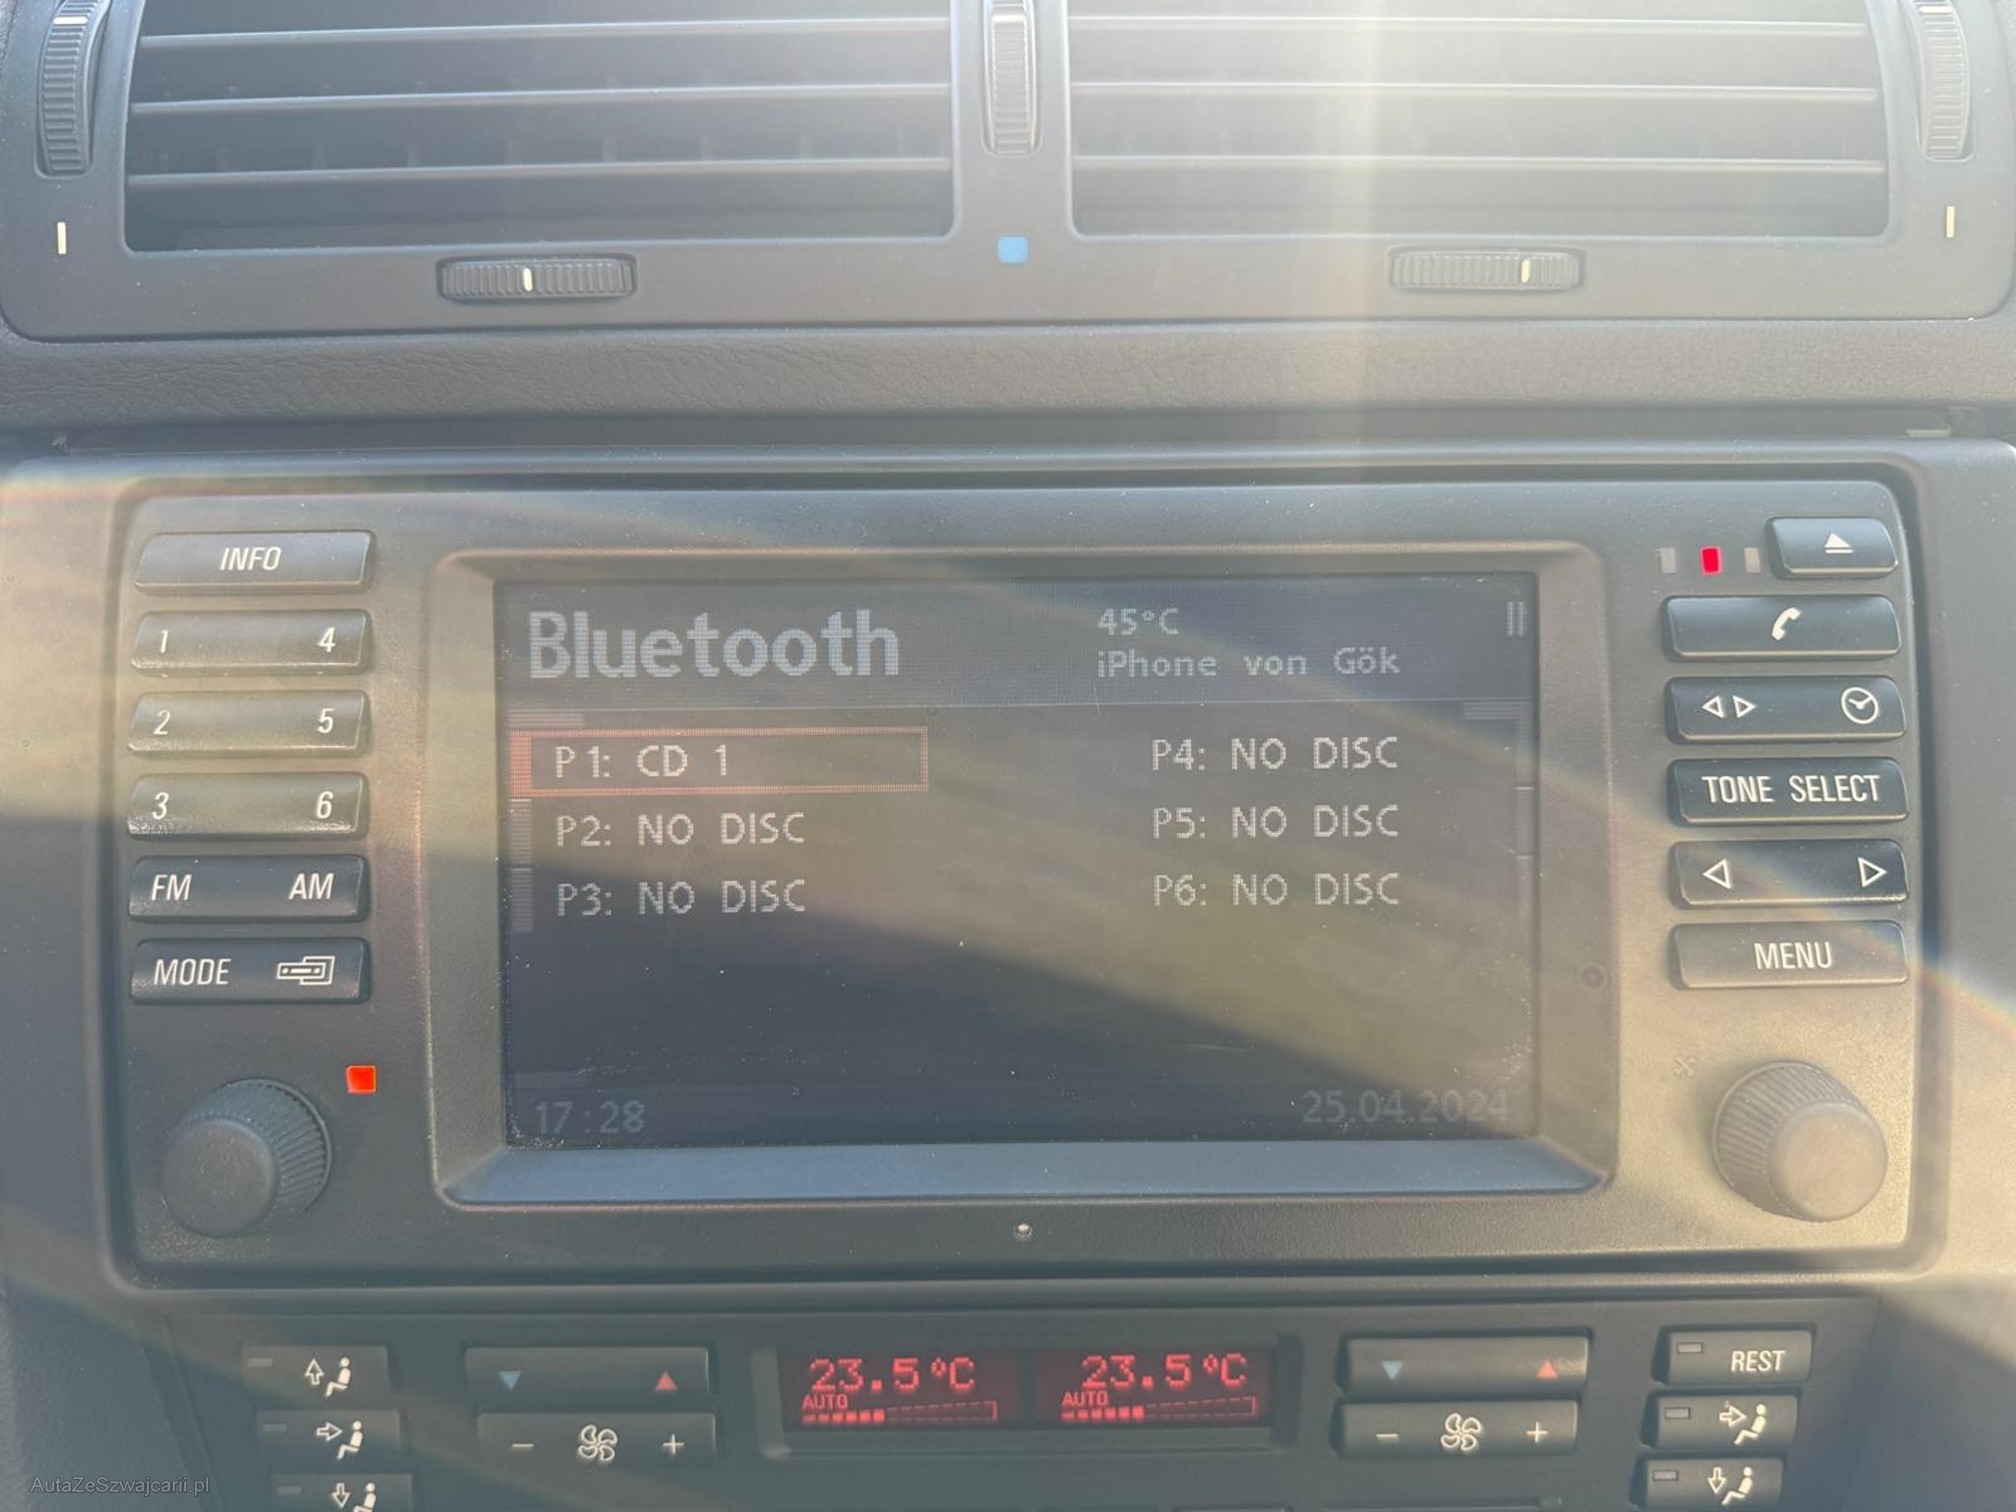 INFO
1 4
2 5
3 6
FM AM
MODE
Bluetooth
45°C
iPhone von Gök
P1: CD 1
P2: NO DISC
P3: NO DISC
P4: NO DISC
P5: NO DISC
P6: NO DISC
17:28
25.04.2024
TONE SELECT
MENU
23.5°C
AUTO
23.5°C
AUTO
REST
AutaZeSzwajcarii.pl